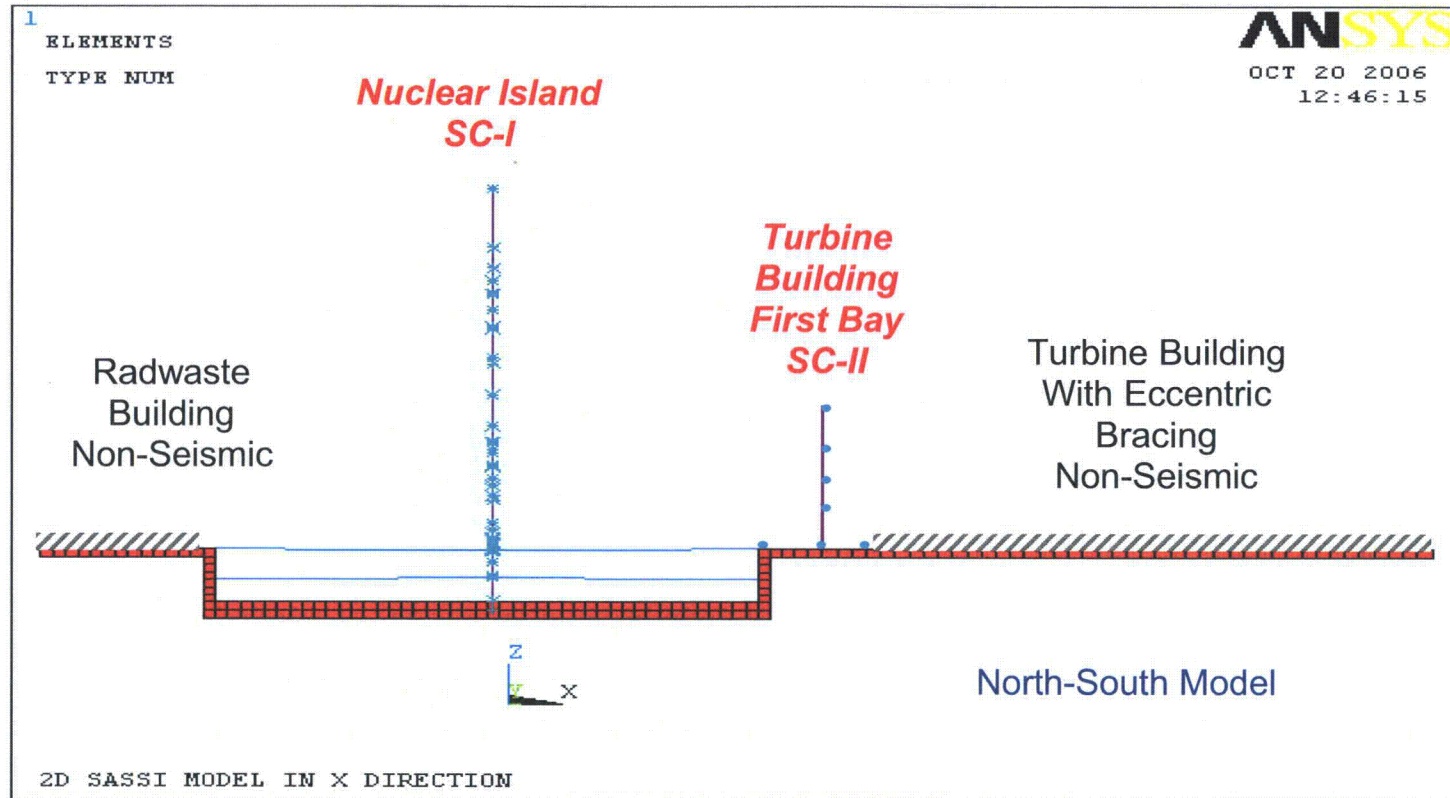 1
ELEMENTS
TYPE NUM
ANSYS
OCT 20 2006
12:46:15
Nuclear Island
SC-I
Turbine
Building
First Bay
SC-II
Radwaste
Building
Non-Seismic
Turbine Building
With Eccentric
Bracing
Non-Seismic
Z
Y
X
North-South Model
2D SASSI MODEL IN X DIRECTION